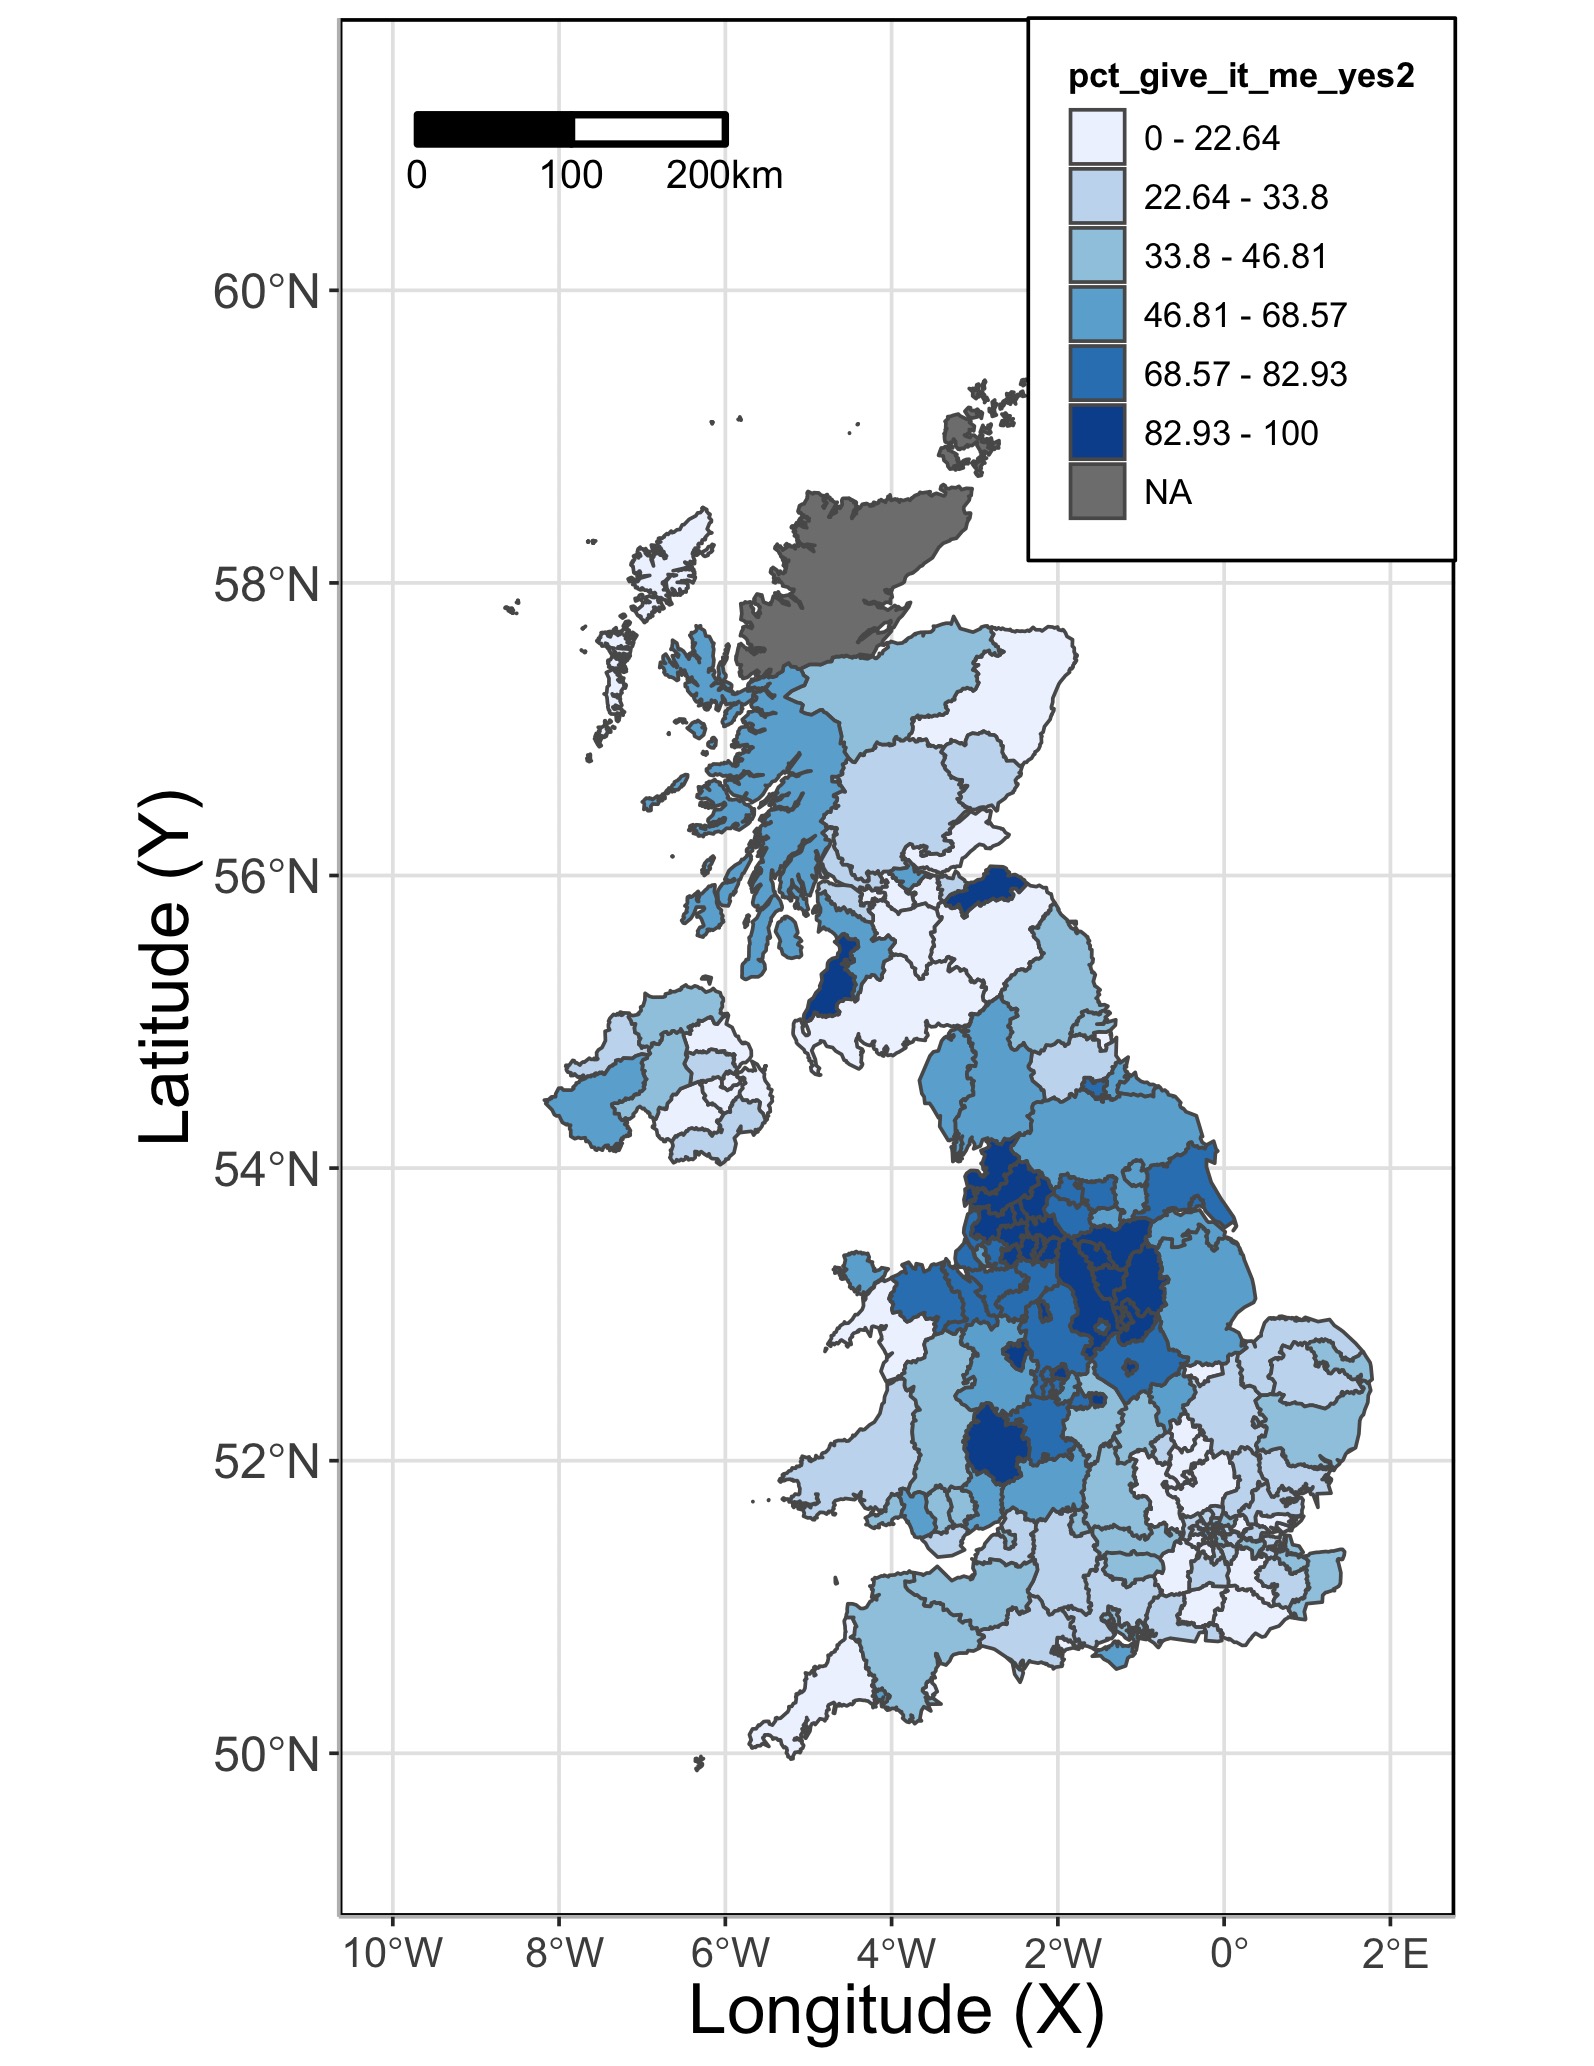 pct_give_it_me_yes2
0 - 22.64
22.64 - 33.8
33.8 - 46.81
46.81 - 68.57
68.57 - 82.93
82.93 - 100
NA
0 100 200km
60°N
58°N
56°N
54°N
52°N
50°N
Latitude (Y)
10°W 8°W 6°W 4°W 2°W 0° 2°E
Longitude (X)